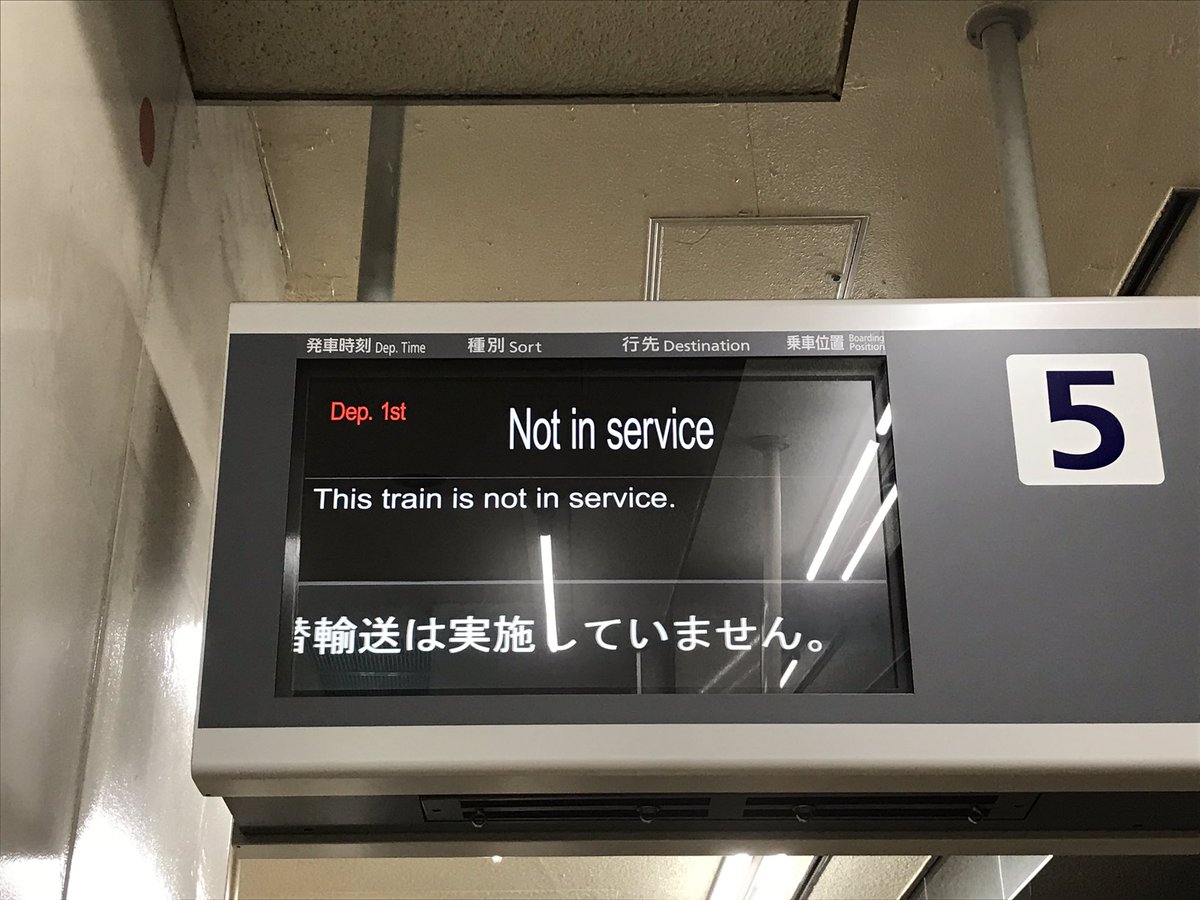 発車時刻 Dep. Time 種別 Sort 行先 Destination 乗車位置 Boarding Position
Dep. 1st Not in service
5
This train is not in service.
替輸送は実施していません。